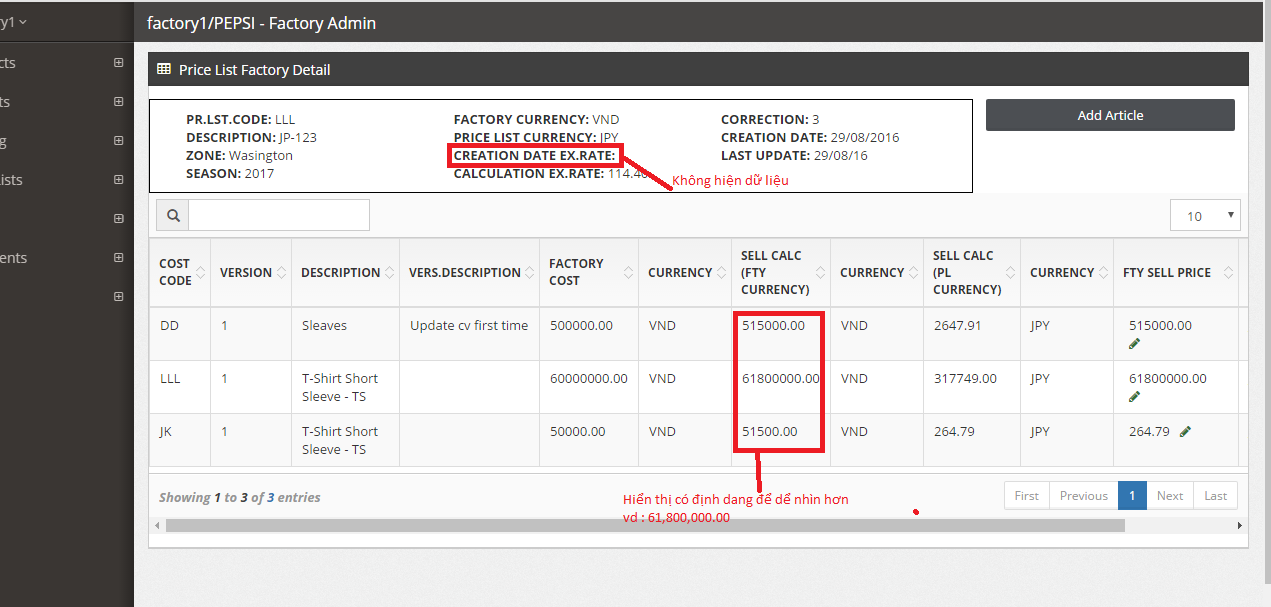 factory1/PEPSI - Factory Admin
Price List Factory Detail
PR.LST.CODE: LLL
DESCRIPTION: JP-123
ZONE: Wasington
SEASON: 2017
FACTORY CURRENCY: VND
PRICE LIST CURRENCY: JPY
CREATION DATE EX.RATE:
CALCULATION EX.RATE:
CORRECTION: 3
CREATION DATE: 29/08/2016
LAST UPDATE: 29/08/16
Add Article
Không hiện dữ liệu
10
COST CODE VERSION DESCRIPTION VERS.DESCRIPTION FACTORY COST CURRENCY SELL CALC (FTY CURRENCY) CURRENCY SELL CALC (PL CURRENCY) CURRENCY FTY SELL PRICE
DD 1 Sleaves Update cv first time 500000.00 VND 515000.00 VND 2647.91 JPY 515000.00
LLL 1 T-Shirt Short Sleeve - TS 60000000.00 VND 61800000.00 VND 317749.00 JPY 61800000.00
JK 1 T-Shirt Short Sleeve - TS 50000.00 VND 51500.00 VND 264.79 JPY 264.79
Showing 1 to 3 of 3 entries
Hiển thị có định dang để dể nhìn hơn
vd : 61,800,000.00
First Previous 1 Next Last